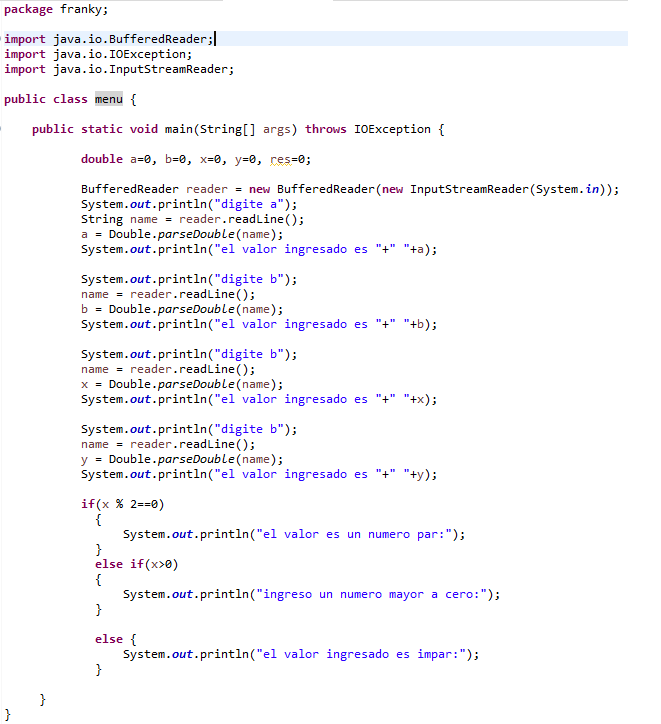 package franky;
import java.io.BufferedReader;
import java.io.IOException;
import java.io.InputStreamReader;
public class menu {
public static void main(String[] args) throws IOException {
double a=0, b=0, x=0, y=0, res=0;
BufferedReader reader = new BufferedReader(new InputStreamReader(System.in));
System.out.println("digite a");
String name = reader.readLine();
a = Double.parseDouble(name);
System.out.println("el valor ingresado es "+" "+a);
System.out.println("digite b");
name = reader.readLine();
b = Double.parseDouble(name);
System.out.println("el valor ingresado es "+" "+b);
System.out.println("digite b");
name = reader.readLine();
x = Double.parseDouble(name);
System.out.println("el valor ingresado es "+" "+x);
System.out.println("digite b");
name = reader.readLine();
y = Double.parseDouble(name);
System.out.println("el valor ingresado es "+" "+y);
if(x % 2==0)
{
System.out.println("el valor es un numero par:");
}
else if(x>0)
{
System.out.println("ingreso un numero mayor a cero:");
}
else {
System.out.println("el valor ingresado es impar:");
}
}
}